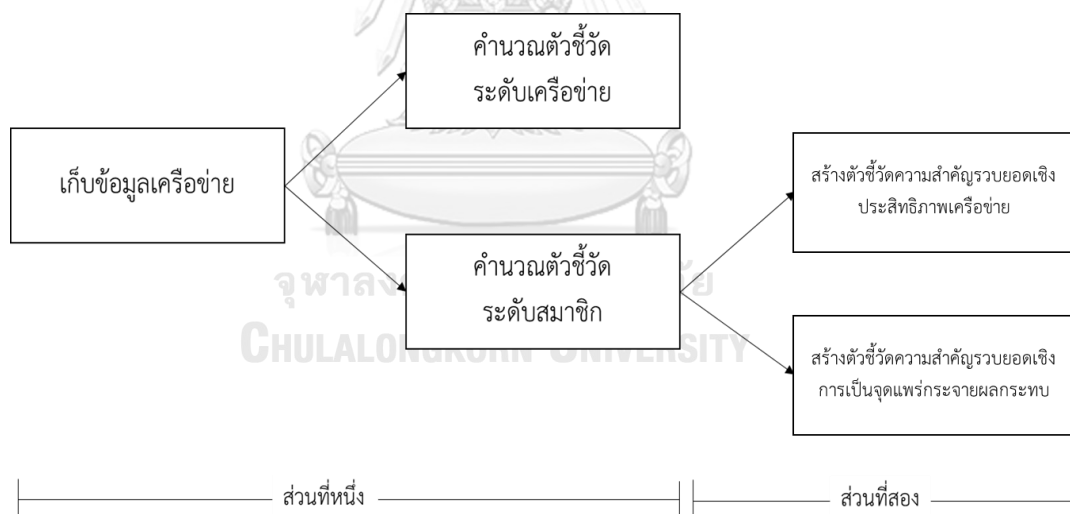 คำนวณตัวชี้วัด
ระดับเครือข่าย
เก็บข้อมูลเครือข่าย
สร้างตัวชี้วัดความสำคัญรวบยอดเชิง
ประสิทธิภาพเครือข่าย
คำนวณตัวชี้วัด
ระดับสมาชิก
สร้างตัวชี้วัดความสำคัญรวบยอดเชิง
การเป็นจุดแพร่กระจายผลกระทบ
CHULALONGKORN UNIVERSITY
ส่วนที่หนึ่ง
ส่วนที่สอง